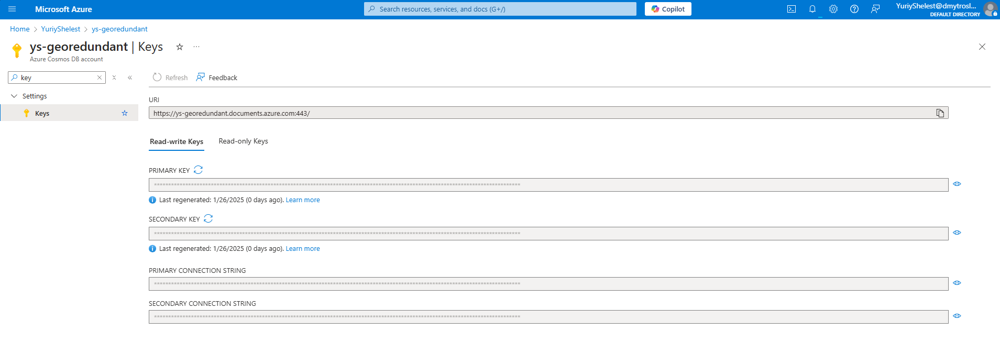 Microsoft Azure
Search resources, services, and docs (G+/)
Copilot
YuriyShelest@dmytrosl...
DEFAULT DIRECTORY
Home > YuriyShelest > ys-georedundant
ys-georedundant | Keys
Azure Cosmos DB account
key
Refresh
Feedback
Settings
Keys
URI
https://ys-georedundant.documents.azure.com:443/
Read-write Keys
Read-only Keys
PRIMARY KEY
Last regenerated: 1/26/2025 (0 days ago). Learn more
SECONDARY KEY
Last regenerated: 1/26/2025 (0 days ago). Learn more
PRIMARY CONNECTION STRING
SECONDARY CONNECTION STRING